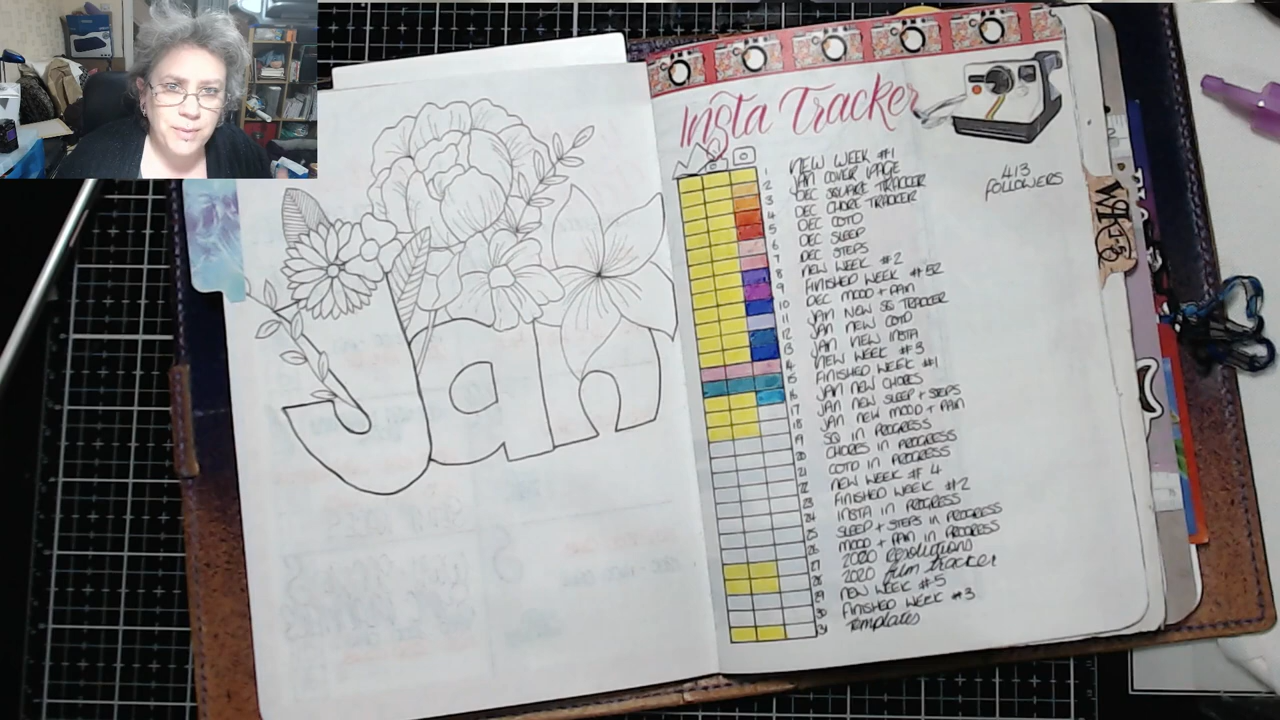 Jan
Insta Tracker
413
FOLLOWERS
1 NEW WEEK #1
2 JAN COVER PAGE
3 DEC SQUARE TRACKER
4 DEC CHORE TRACKER
5 DEC COTD
6 DEC SLEEP
7 DEC STEPS
8 NEW WEEK #2
9 FINISHED WEEK #52
10 DEC MOOD + PAIN
11 JAN NEW SQ TRACKER
12 JAN NEW COTD
13 JAN NEW INSTA
14 NEW WEEK #3
15 FINISHED WEEK #1
16 JAN NEW CHORES
17 JAN NEW SLEEP + STEPS
18 JAN NEW MOOD + PAIN
19 SQ IN PROGRESS
20 CHORES IN PROGRESS
21 COTD IN PROGRESS
22 NEW WEEK # 4
23 FINISHED WEEK #2
24 INSTA IN PROGRESS
25 SLEEP + STEPS IN PROGRESS
26 MOOD + PAIN IN PROGRESS
27 2020 resolutions
28 2020 film tracker
29 NEW WEEK #5
30 FINISHED WEEK #3
31 Templates